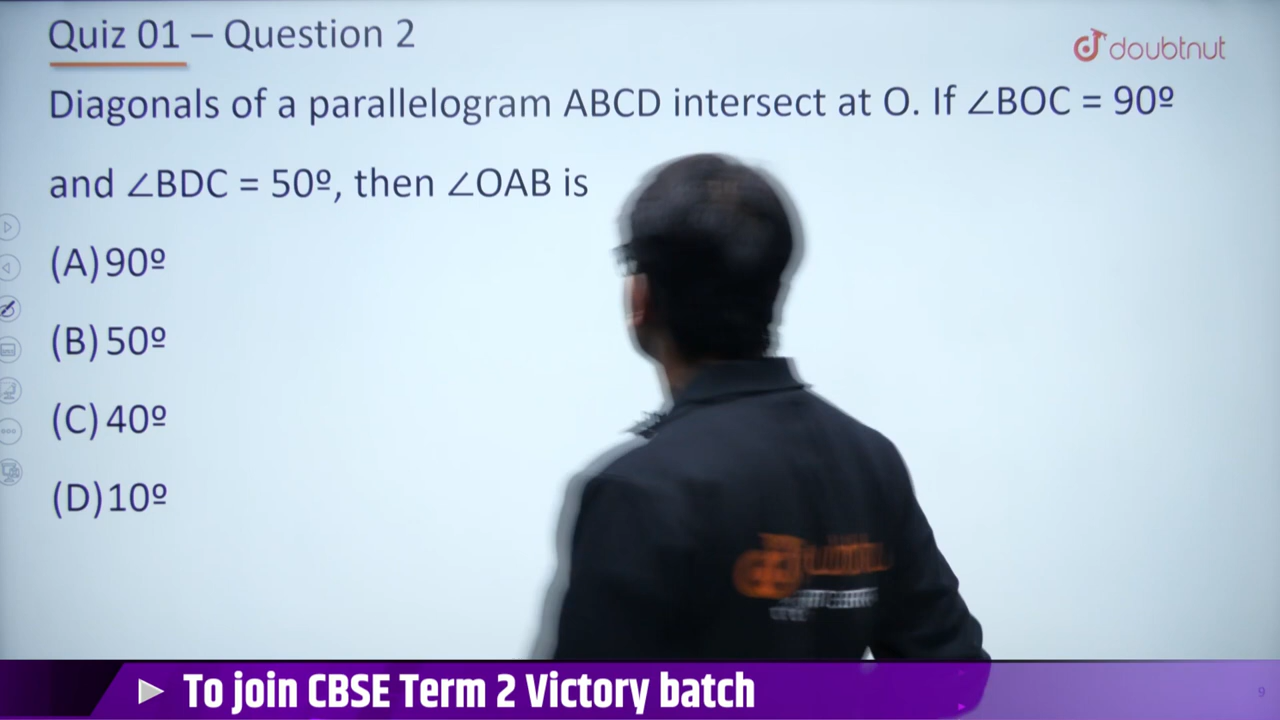 Quiz 01 – Question 2
doubtnut
Diagonals of a parallelogram ABCD intersect at O. If ∠BOC = 90º
and ∠BDC = 50º, then ∠OAB is
(A) 90º
(B) 50º
(C) 40º
(D) 10º
To join CBSE Term 2 Victory batch
9